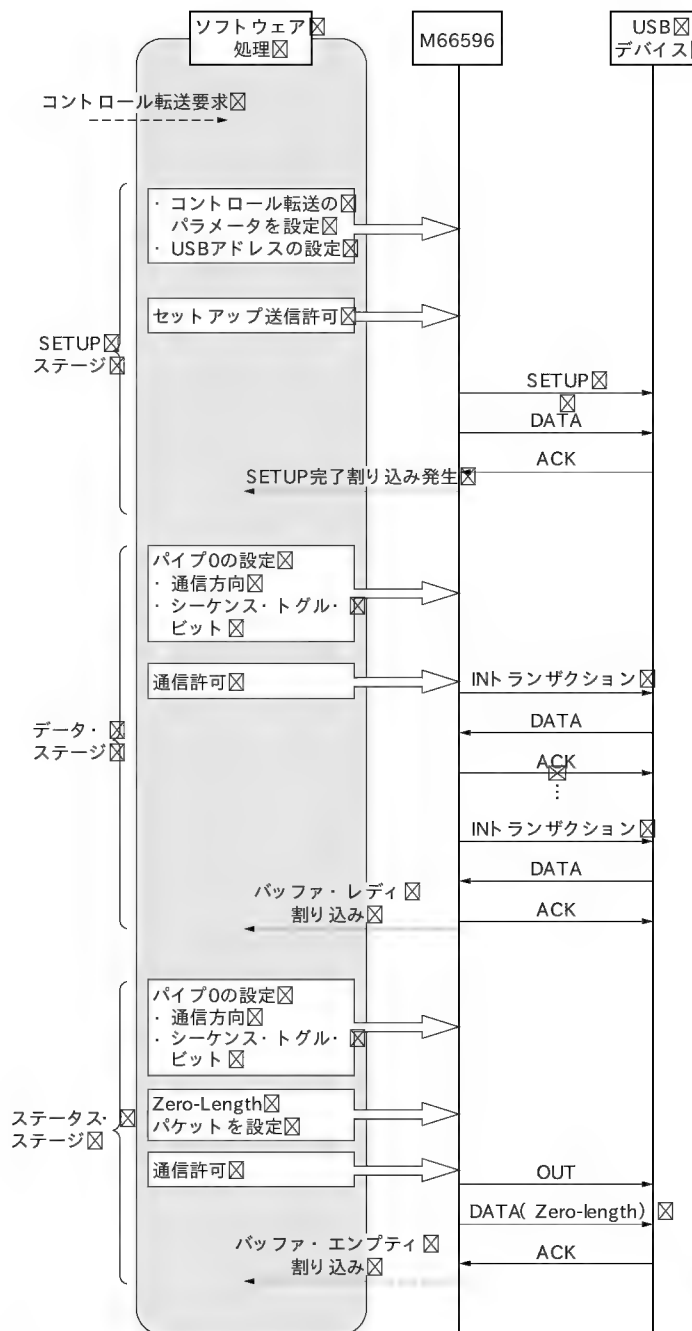 ソフトウェア
処理
M66596
USB
デバイス
コントロール転送要求
・コントロール転送の
パラメータを設定
・USBアドレスの設定
セットアップ送信許可
SETUP
ステージ
SETUP
DATA
ACK
SETUP完了割り込み発生
パイプ0の設定
・通信方向
・シーケンス・トグル・
ビット
通信許可
INトランザクション
データ・
ステージ
DATA
ACK
⋮
INトランザクション
DATA
バッファ・レディ
割り込み
ACK
パイプ0の設定
・通信方向
・シーケンス・トグル・
ビット
Zero-Length
パケットを設定
ステータス・
ステージ
通信許可
OUT
DATA(Zero-length)
バッファ・エンプティ
割り込み
ACK